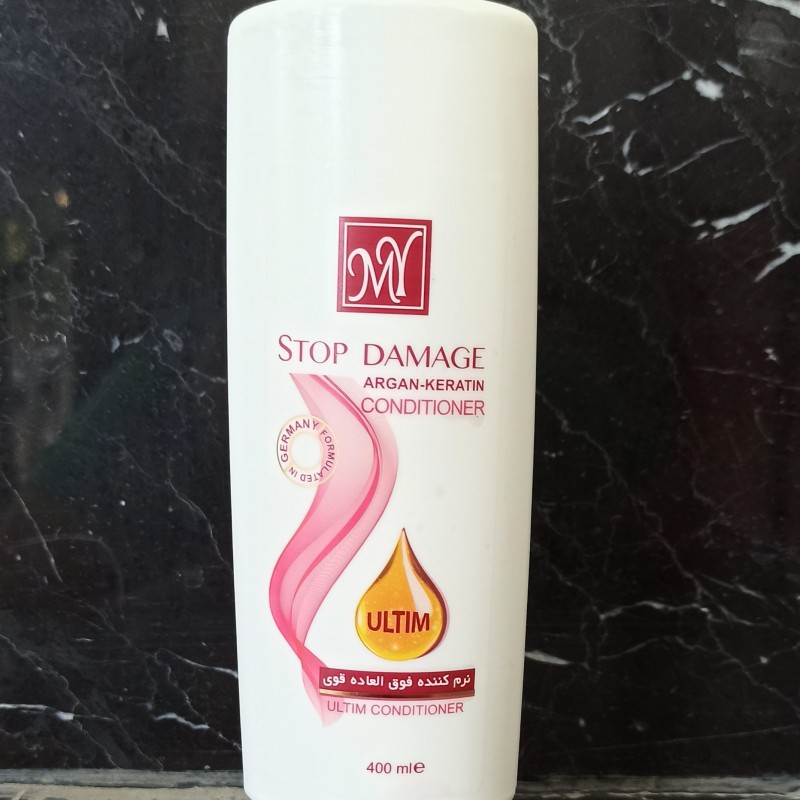 MY
STOP DAMAGE
ARGAN-KERATIN
CONDITIONER
FORMULATED IN GERMANY
ULTIM
نرم کننده فوق العاده قوی
ULTIM CONDITIONER
400 ml℮